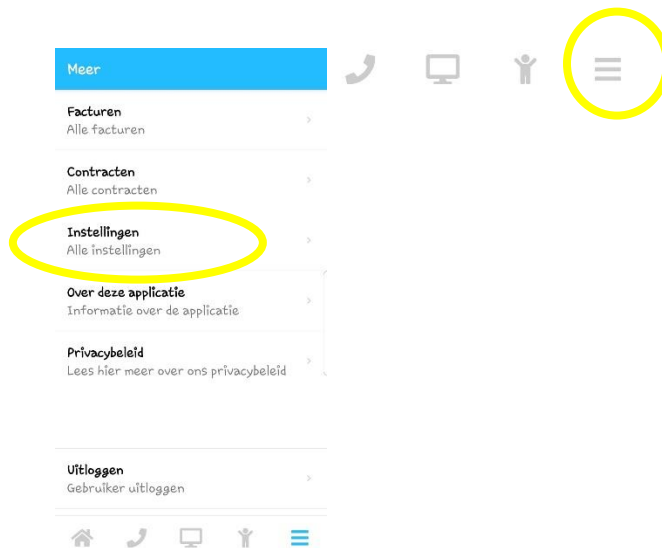 Meer
Facturen
Alle facturen
Contracten
Alle contracten
Instellingen
Alle instellingen
Over deze applicatie
Informatie over de applicatie
Privacybeleid
Lees hier meer over ons privacybeleid
Uitloggen
Gebruiker uitloggen